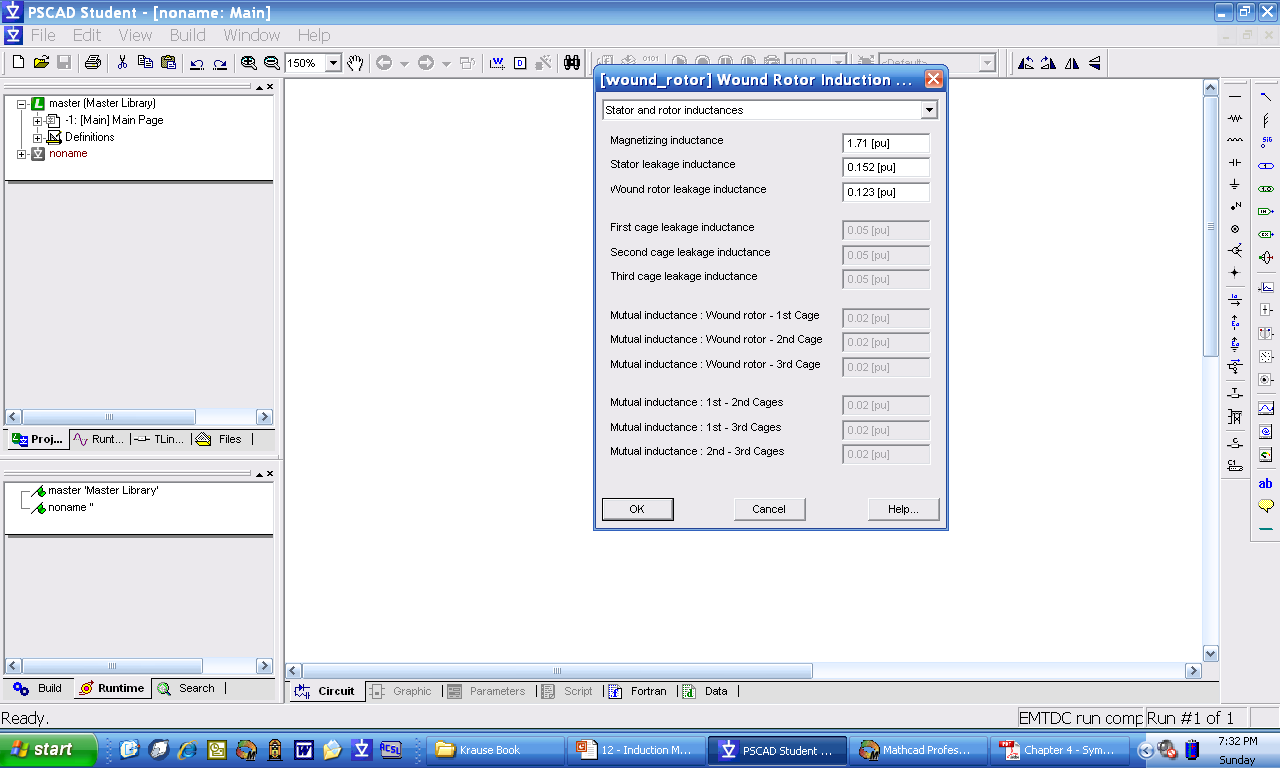 PSCAD Student - [noname: Main]
File Edit View Build Window Help
150% 100.0 <Default>
master (Master Library)
-1: [Main] Main Page
Definitions
noname
Proj... Runt... TLin... Files
master 'Master Library'
noname ''
Build Runtime Search
[wound_rotor] Wound Rotor Induction ...
Stator and rotor inductances
Magnetizing inductance 1.71 [pu]
Stator leakage inductance 0.152 [pu]
Wound rotor leakage inductance 0.123 [pu]
First cage leakage inductance 0.05 [pu]
Second cage leakage inductance 0.05 [pu]
Third cage leakage inductance 0.05 [pu]
Mutual inductance : Wound rotor - 1st Cage 0.02 [pu]
Mutual inductance : Wound rotor - 2nd Cage 0.02 [pu]
Mutual inductance : Wound rotor - 3rd Cage 0.02 [pu]
Mutual inductance : 1st - 2nd Cages 0.02 [pu]
Mutual inductance : 1st - 3rd Cages 0.02 [pu]
Mutual inductance : 2nd - 3rd Cages 0.02 [pu]
OK Cancel Help...
ab
Circuit Graphic Parameters Script Fortran Data
Ready. EMTDC run comp Run #1 of 1
start ACSL Krause Book 12 - Induction M... PSCAD Student ... Mathcad Profes... Chapter 4 - Sym... 7:32 PM
Sunday